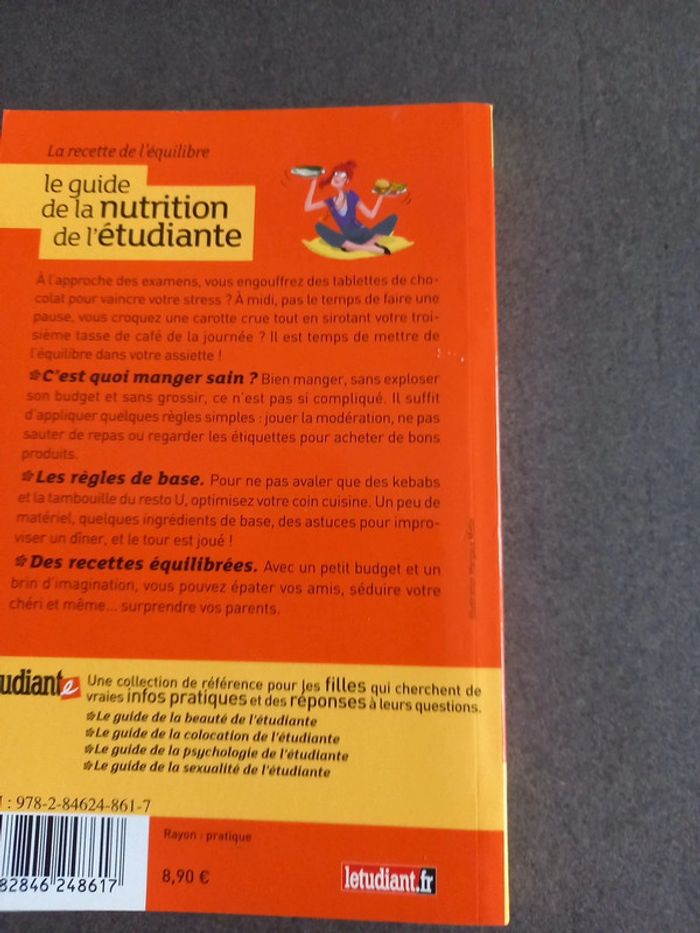 La recette de l'équilibre
le guide
de la nutrition
de l'étudiante
À l'approche des examens, vous engouffrez des tablettes de cho-
colat pour vaincre votre stress ? À midi, pas le temps de faire une
pause, vous croquez une carotte crue tout en sirotant votre troi-
sième tasse de café de la journée ? Il est temps de mettre de
l'équilibre dans votre assiette !
C'est quoi manger sain ? Bien manger, sans exploser
son budget et sans grossir, ce n'est pas si compliqué. Il suffit
d'appliquer quelques règles simples : jouer la modération, ne pas
sauter de repas ou regarder les étiquettes pour acheter de bons
produits.
Les règles de base. Pour ne pas avaler que des kebabs
et la tambouille du resto U, optimisez votre coin cuisine. Un peu de
matériel, quelques ingrédients de base, des astuces pour impro-
viser un dîner, et le tour est joué !
Des recettes équilibrées. Avec un petit budget et un
brin d'imagination, vous pouvez épater vos amis, séduire votre
chéri et même... surprendre vos parents.
udiante
Une collection de référence pour les filles qui cherchent de
vraies infos pratiques et des réponses à leurs questions.
Le guide de la beauté de l'étudiante
Le guide de la colocation de l'étudiante
Le guide de la psychologie de l'étudiante
Le guide de la sexualité de l'étudiante
: 978-2-84624-861-7
Rayon : pratique
82846 248617
8,90 €
letudiant.fr